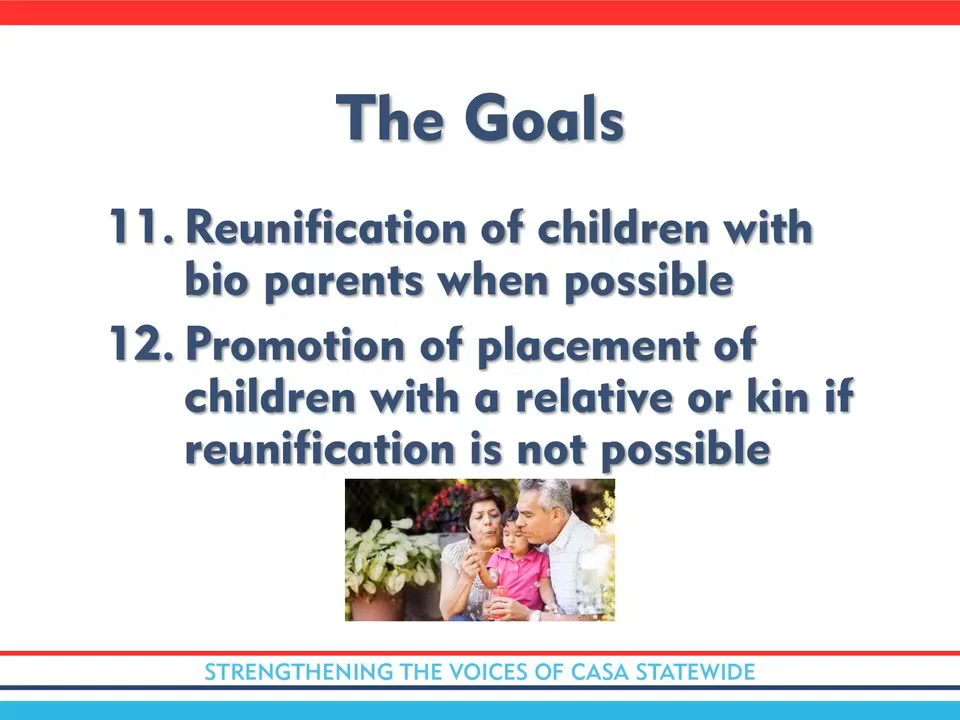 The Goals
11. Reunification of children with
bio parents when possible
12. Promotion of placement of
children with a relative or kin if
reunification is not possible
STRENGTHENING THE VOICES OF CASA STATEWIDE